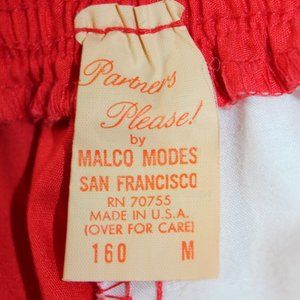 Partners
Please!
by
MALCO MODES
SAN FRANCISCO
RN 70755
MADE IN U.S.A.
(OVER FOR CARE)
160 M